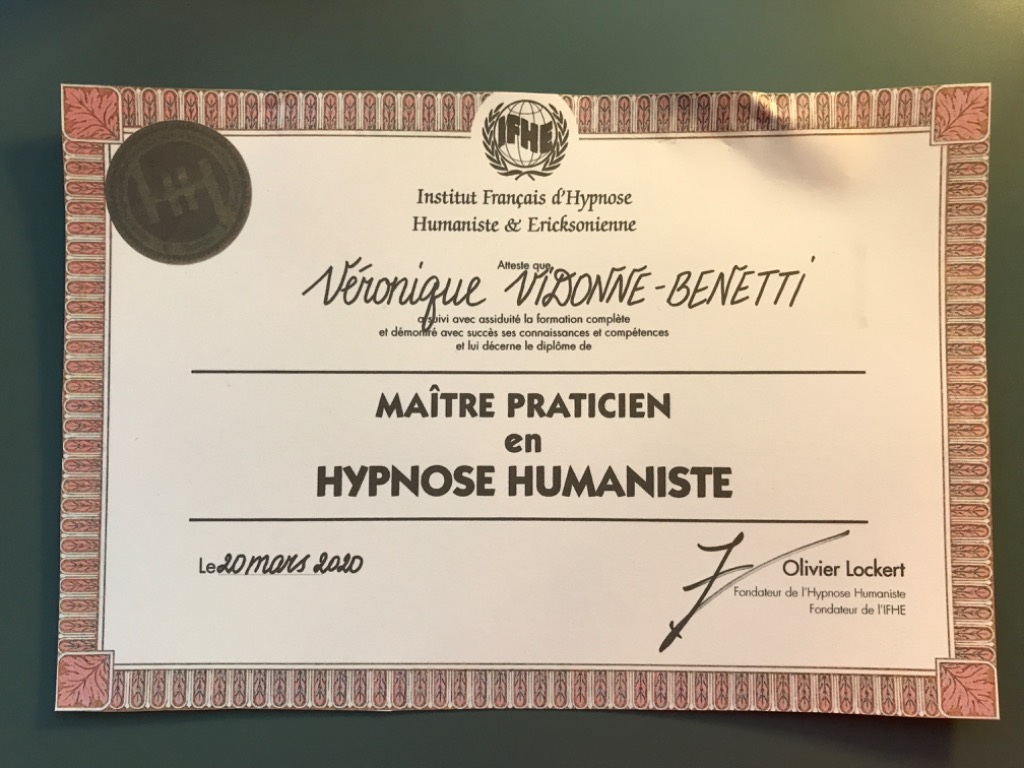 IFHE
Institut Français d'Hypnose
Humaniste & Ericksonienne
Atteste que
Véronique VIDONNE-BENETTI
a suivi avec assiduité la formation complète
et démontré avec succès ses connaissances et compétences
et lui décerne le diplôme de
MAÎTRE PRATICIEN
en
HYPNOSE HUMANISTE
Le 20 mars 2020
Olivier Lockert
Fondateur de l'Hypnose Humaniste
Fondateur de l'IFHE